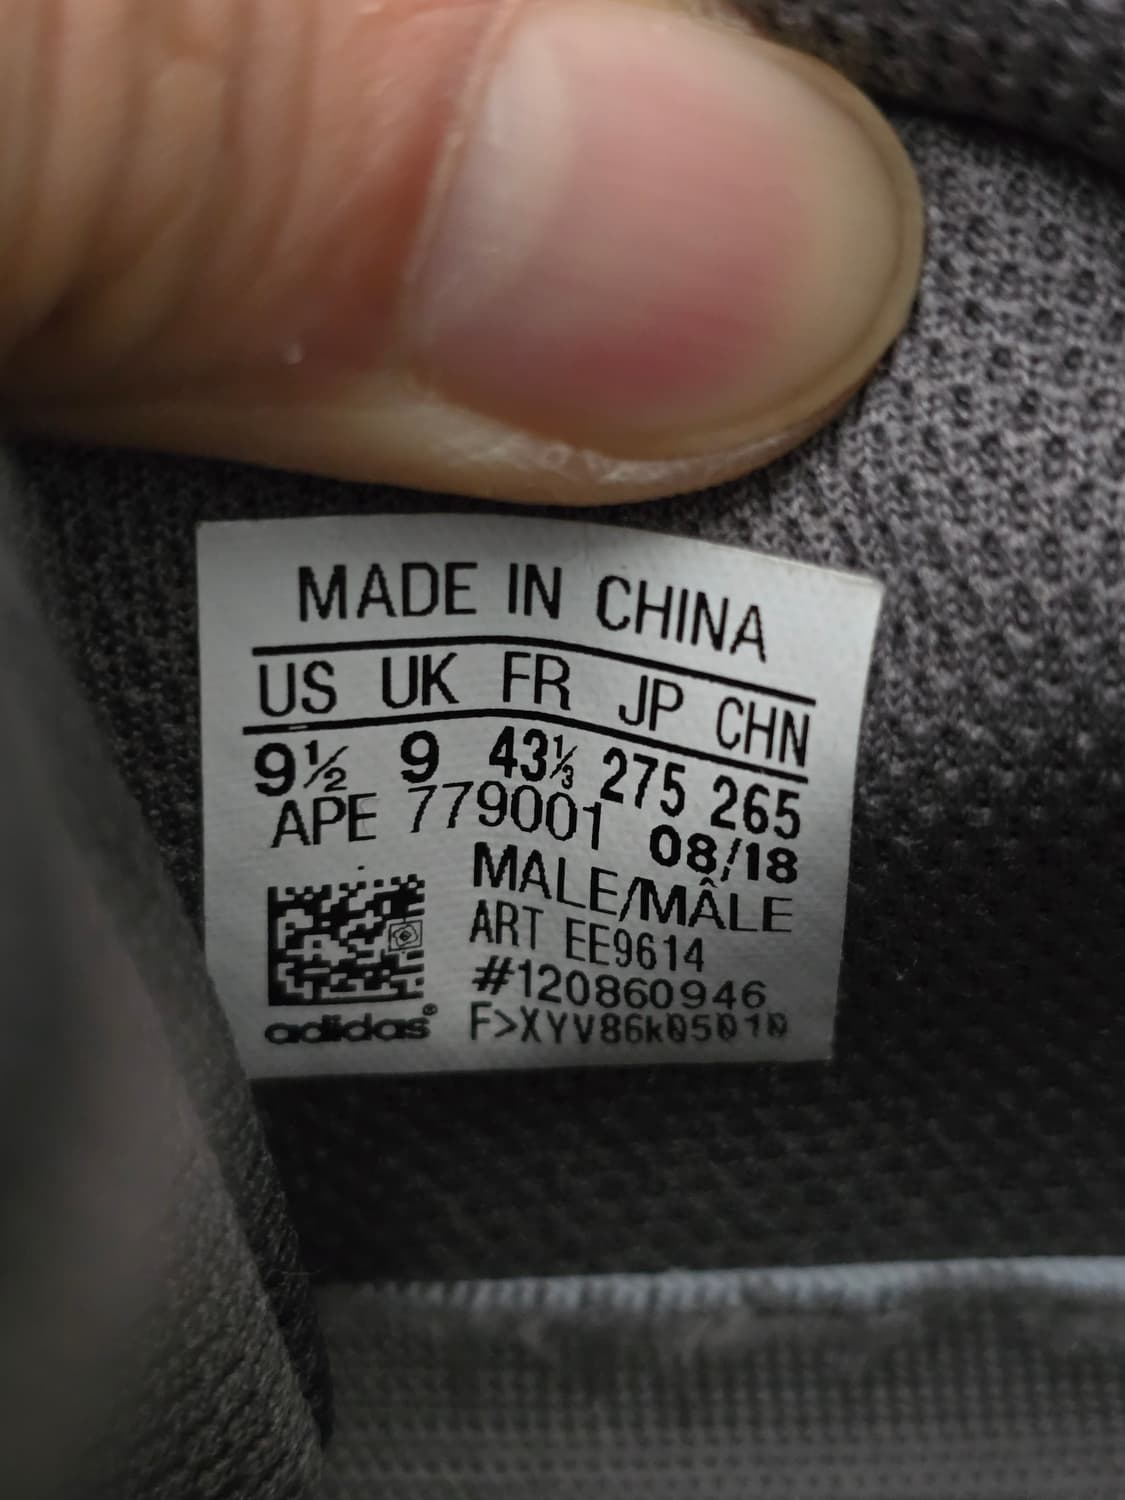 MADE IN CHINA
US UK FR JP CHN
9½ 9 43⅓ 275 265
APE 779001 08/18
MALE/MÂLE
ART EE9614
#120860946
F>XYV86k05010
adidas®